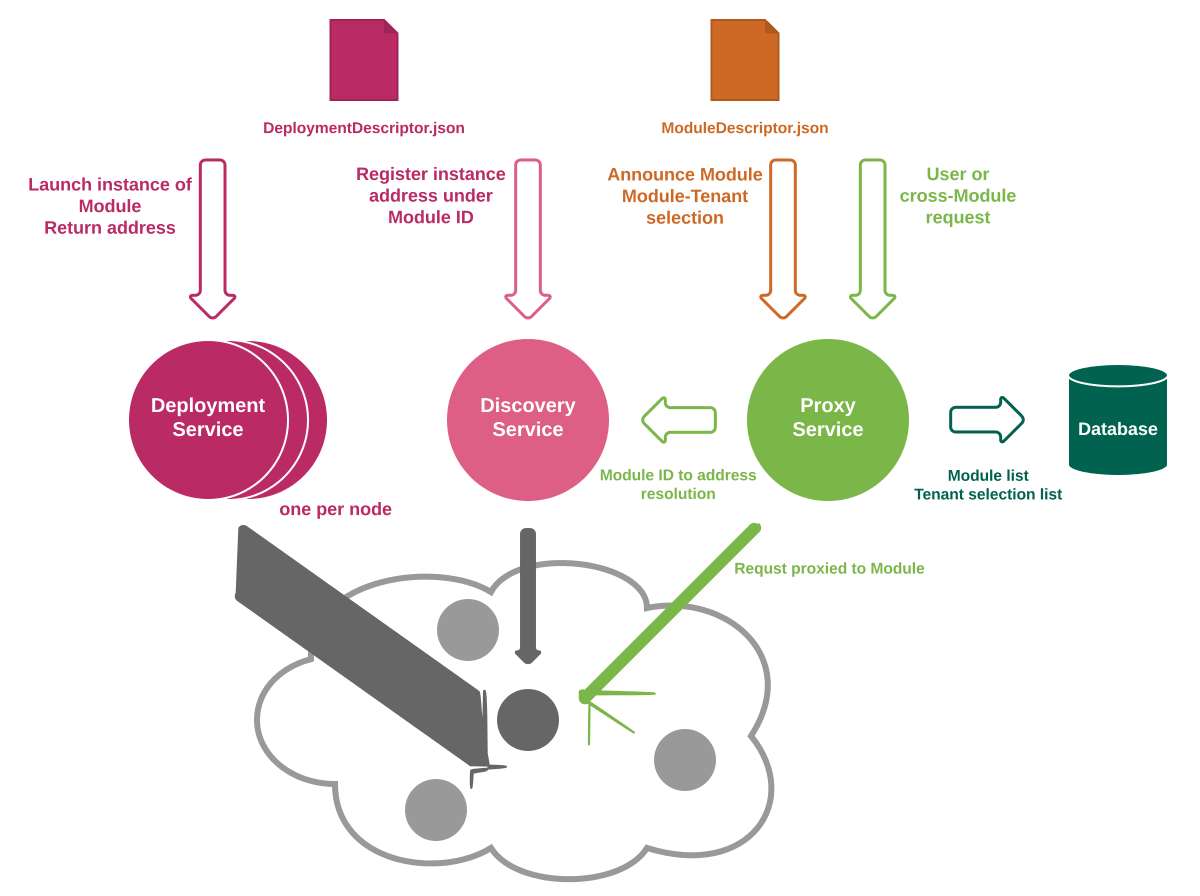 DeploymentDescriptor.json
ModuleDescriptor.json
Launch instance of
Module
Return address
Register instance
address under
Module ID
Announce Module
Module-Tenant
selection
User or
cross-Module
request
Deployment
Service
one per node
Discovery
Service
Module ID to address
resolution
Proxy
Service
Module list
Tenant selection list
Database
Requst proxied to Module